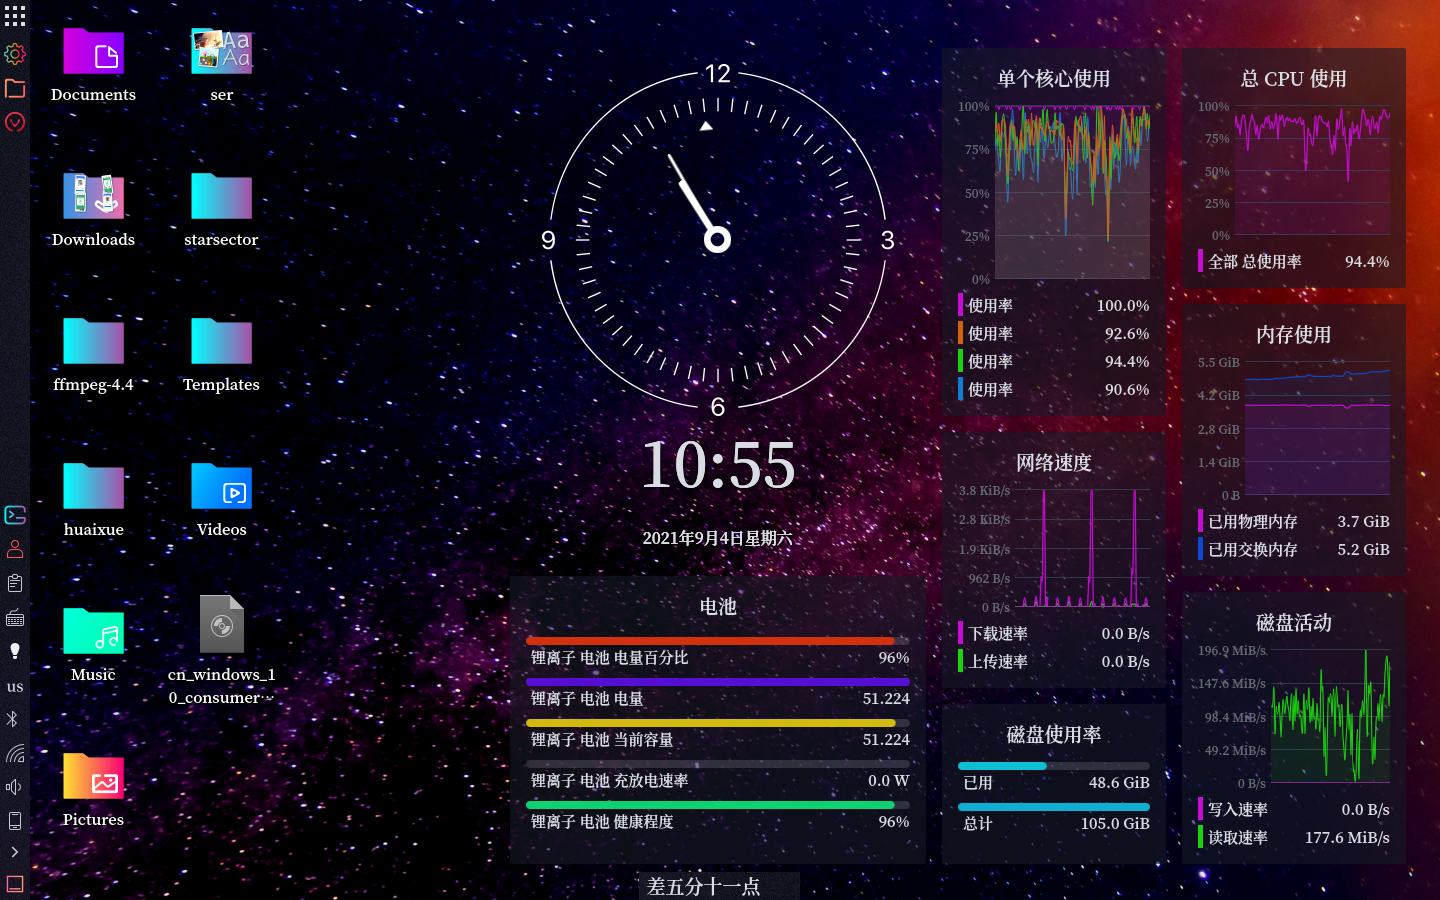 Documents
ser
Downloads
starsector
ffmpeg-4.4
Templates
huaixue
Videos
Music
cn_windows_1
0_consumer…
Pictures
us
12
3
6
9
10:55
2021年9月4日星期六
电池
锂离子 电池 电量百分比 96%
锂离子 电池 电量 51.224
锂离子 电池 当前容量 51.224
锂离子 电池 充放电速率 0.0 W
锂离子 电池 健康程度 96%
差五分十一点
单个核心使用
100%
75%
50%
25%
0%
使用率 100.0%
使用率 92.6%
使用率 94.4%
使用率 90.6%
网络速度
3.8 KiB/s
2.8 KiB/s
1.9 KiB/s
962 B/s
0 B/s
下载速率 0.0 B/s
上传速率 0.0 B/s
磁盘使用率
已用 48.6 GiB
总计 105.0 GiB
总 CPU 使用
100%
75%
50%
25%
0%
全部 总使用率 94.4%
内存使用
5.5 GiB
4.2 GiB
2.8 GiB
1.4 GiB
0 B
已用物理内存 3.7 GiB
已用交换内存 5.2 GiB
磁盘活动
196.9 MiB/s
147.6 MiB/s
98.4 MiB/s
49.2 MiB/s
0 B/s
写入速率 0.0 B/s
读取速率 177.6 MiB/s